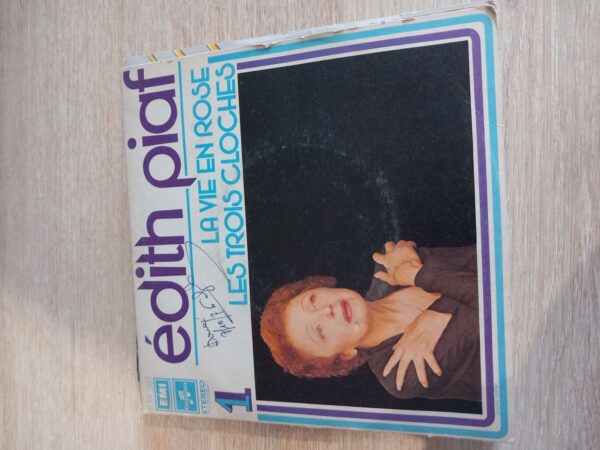 édith piaf
EMI
STEREO
LA VIE EN ROSE
LES TROIS CLOCHES
1